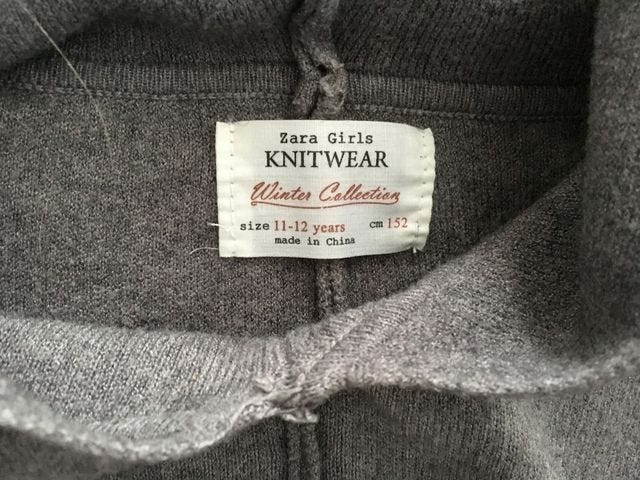 Zara Girls
KNITWEAR
Winter Collection
size 11-12 years cm 152
made in China